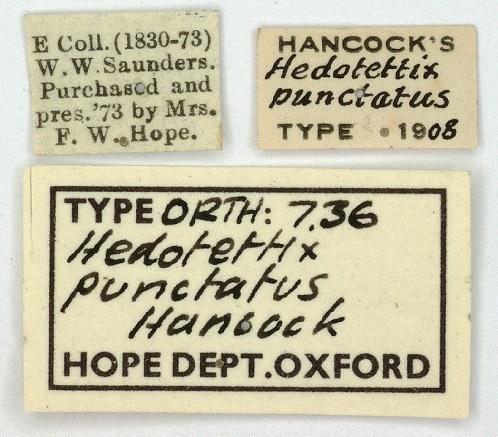 E Coll. (1830-73)
W. W. Saunders.
Purchased and
pres. '73 by Mrs.
F. W. Hope.
HANCOCK'S
Hedotettix
punctatus
TYPE 1908
TYPE ORTH: 7.36
Hedotettix
punctatus
Hancock
HOPE DEPT. OXFORD